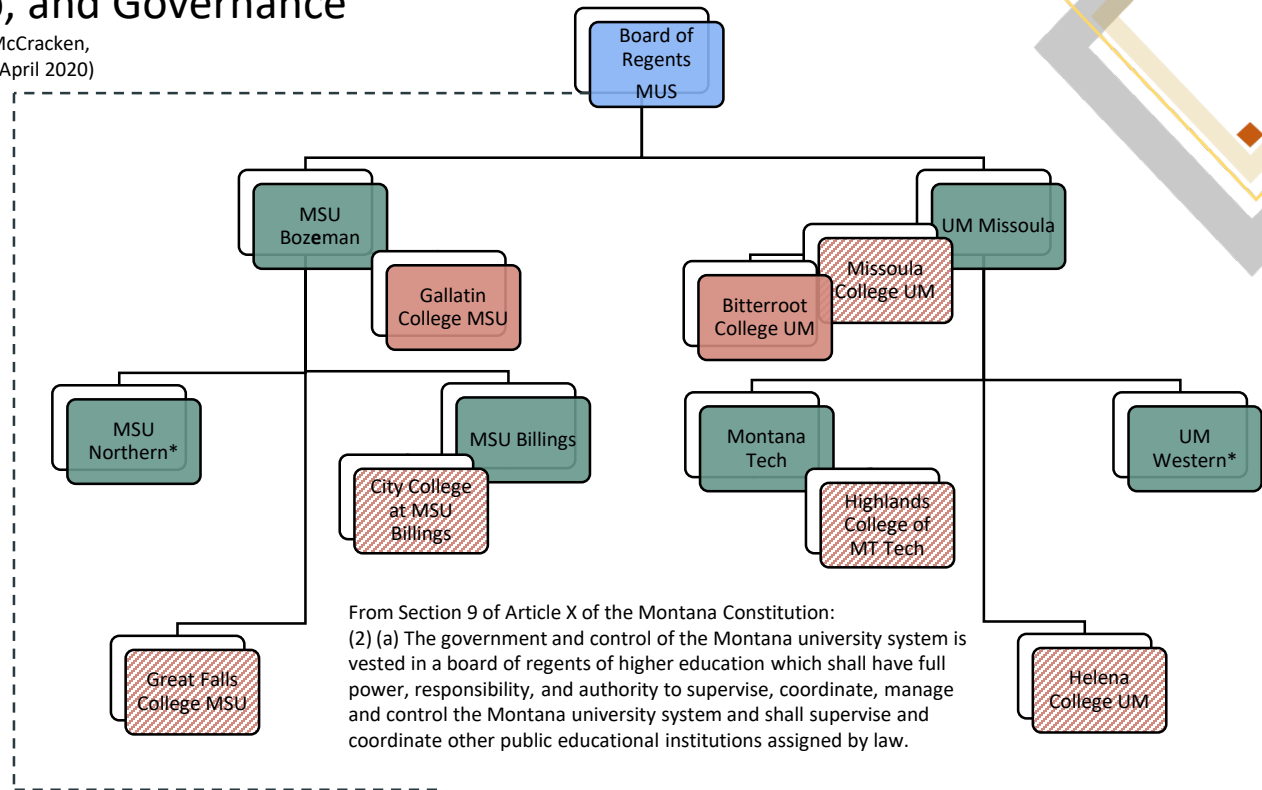 , and Governance
McCracken,
April 2020)
Board of
Regents
MUS
MSU
Bozeman
UM Missoula
Gallatin
College MSU
Missoula
College UM
Bitterroot
College UM
MSU
Northern*
MSU Billings
City College
at MSU
Billings
Montana
Tech
UM
Western*
Highlands
College of
MT Tech
From Section 9 of Article X of the Montana Constitution:
(2) (a) The government and control of the Montana university system is
vested in a board of regents of higher education which shall have full
power, responsibility, and authority to supervise, coordinate, manage
and control the Montana university system and shall supervise and
coordinate other public educational institutions assigned by law.
Great Falls
College MSU
Helena
College UM